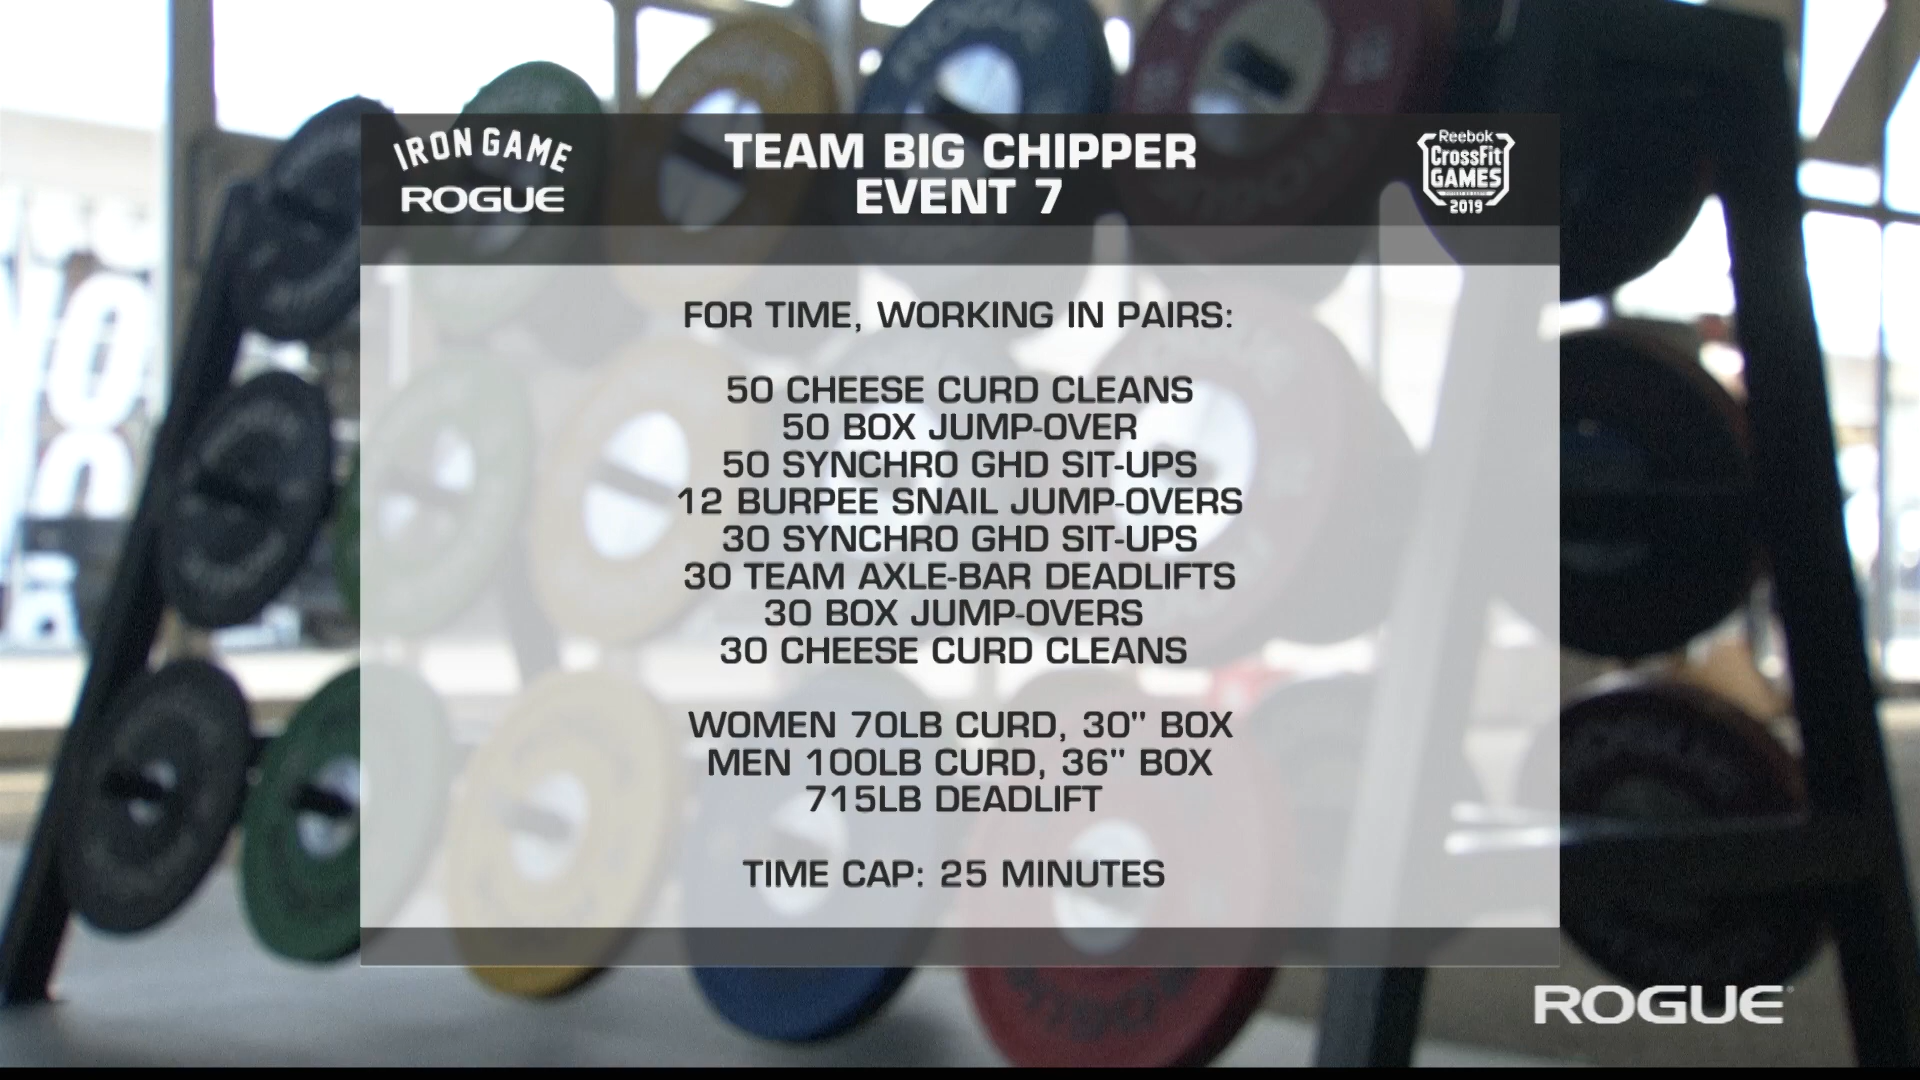 IRON GAME
ROGUE
TEAM BIG CHIPPER
EVENT 7
Reebok
CrossFit
GAMES
2019
FOR TIME, WORKING IN PAIRS:
50 CHEESE CURD CLEANS
50 BOX JUMP-OVER
50 SYNCHRO GHD SIT-UPS
12 BURPEE SNAIL JUMP-OVERS
30 SYNCHRO GHD SIT-UPS
30 TEAM AXLE-BAR DEADLIFTS
30 BOX JUMP-OVERS
30 CHEESE CURD CLEANS
WOMEN 70LB CURD, 30" BOX
MEN 100LB CURD, 36" BOX
715LB DEADLIFT
TIME CAP: 25 MINUTES
ROGUE